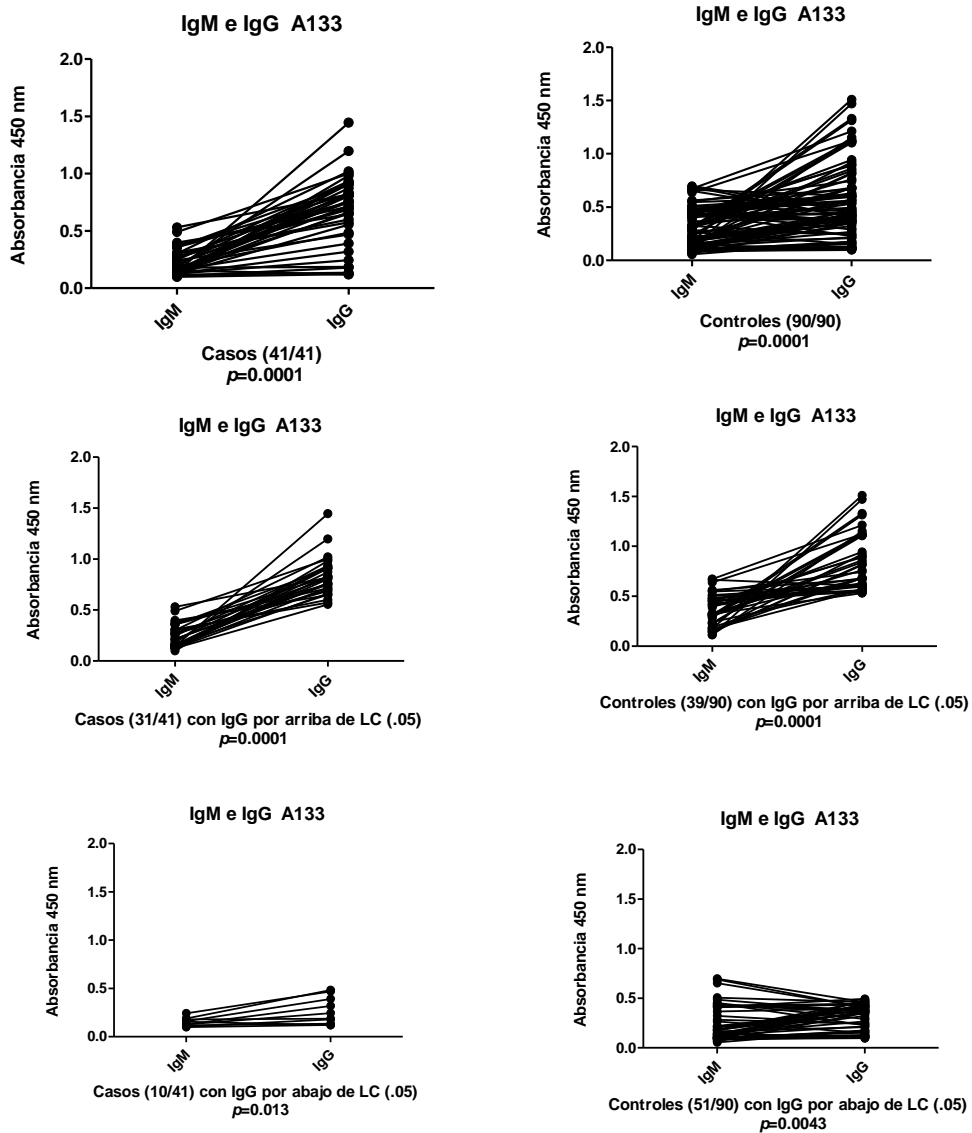 IgM e IgG A133
Absorbancia 450 nm
2.0
1.5
1.0
0.5
0.0
IgM
IgG
Casos (41/41)
p=0.0001
IgM e IgG A133
Absorbancia 450 nm
2.0
1.5
1.0
0.5
0.0
IgM
IgG
Controles (90/90)
p=0.0001
IgM e IgG A133
Absorbancia 450 nm
2.0
1.5
1.0
0.5
0.0
IgM
IgG
Casos (31/41) con IgG por arriba de LC (.05)
p=0.0001
IgM e IgG A133
Absorbancia 450 nm
2.0
1.5
1.0
0.5
0.0
IgM
IgG
Controles (39/90) con IgG por arriba de LC (.05)
p=0.0001
IgM e IgG A133
Absorbancia 450 nm
2.0
1.5
1.0
0.5
0.0
IgM
IgG
Casos (10/41) con IgG por abajo de LC (.05)
p=0.013
IgM e IgG A133
Absorbancia 450 nm
2.0
1.5
1.0
0.5
0.0
IgM
IgG
Controles (51/90) con IgG por abajo de LC (.05)
p=0.0043